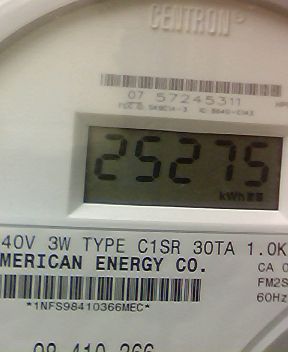 CENTRON®
07 57245311
25275
kWh
40V 3W TYPE C1SR 30TA 1.0K
MERICAN ENERGY CO.
CA 0
FM2S
60Hz
*1NFS98410366MEC*